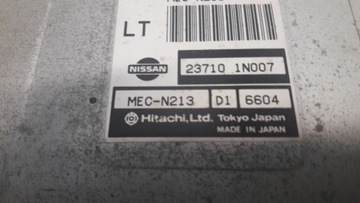 LT
NISSAN
23710 1N007
MEC-N213 D1 6604
Hitachi, Ltd. Tokyo Japan
MADE IN JAPAN